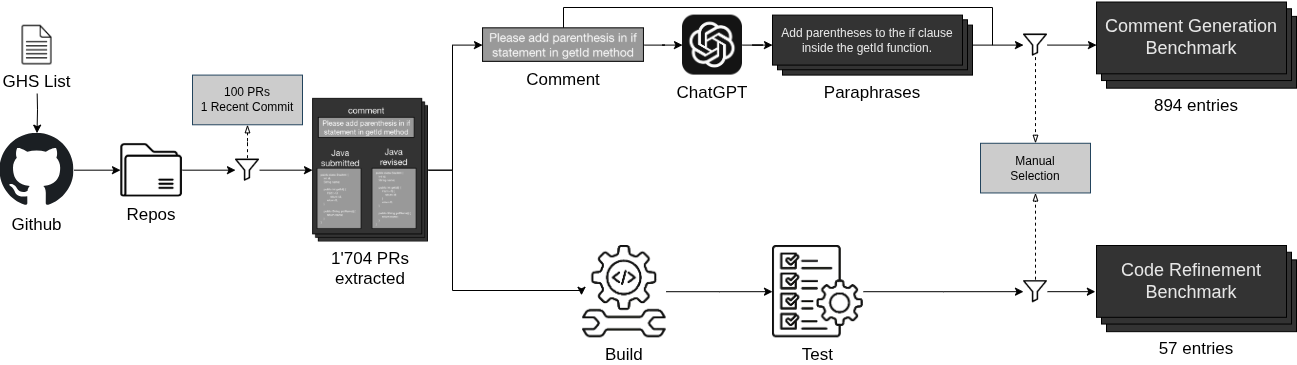 GHS List
Github
Repos
100 PRs
1 Recent Commit
comment
Please add parenthesis in if
statement in getId method
Java
submitted
Java
revised
1'704 PRs
extracted
Please add parenthesis in if
statement in getId method
Comment
ChatGPT
Add parentheses to the if clause
inside the getId function.
Paraphrases
Comment Generation
Benchmark
894 entries
Manual
Selection
</>
Build
Test
Code Refinement
Benchmark
57 entries